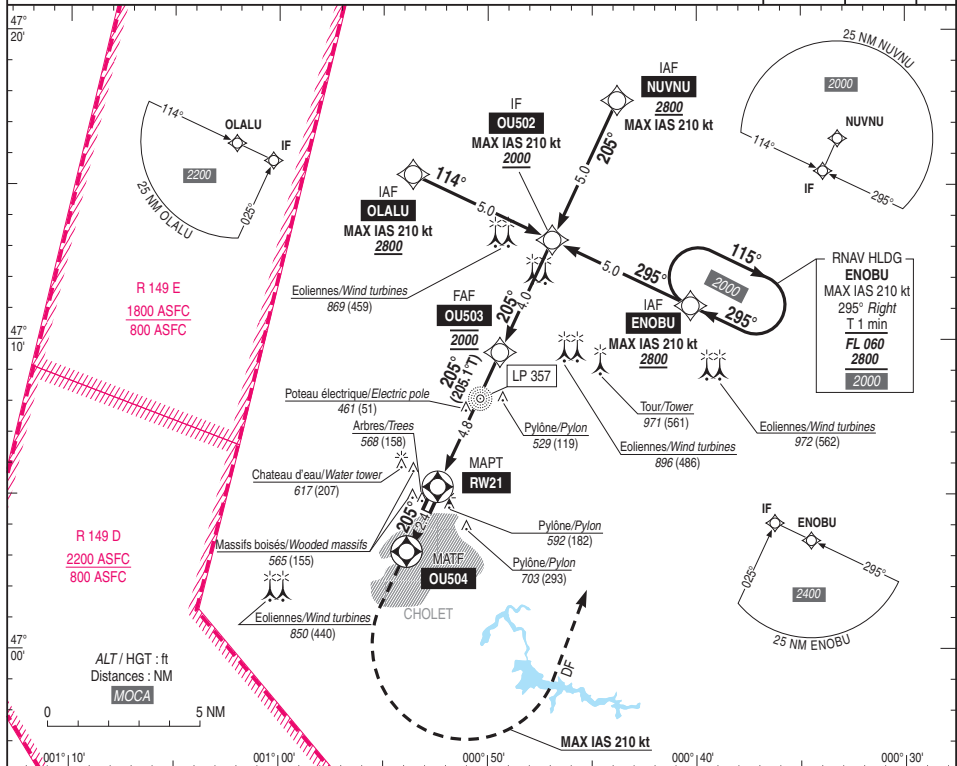 47°
20'
25 NM NUVNU
2000
NUVNU
114°
IF
295°
IAF
NUVNU
2800
MAX IAS 210 kt
IF
OU502
MAX IAS 210 kt
2000
205°
5.0
114°
OLALU
IF
2200
025°
25 NM OLALU
114°
5.0
IAF
OLALU
MAX IAS 210 kt
2800
Eoliennes/Wind turbines
869 (459)
R 149 E
1800 ASFC
800 ASFC
5.0
295°
115°
2000
295°
IAF
ENOBU
MAX IAS 210 kt
2800
RNAV HLDG
ENOBU
MAX IAS 210 kt
295° Right
T 1 min
FL 060
2800
2000
4.0
205°
FAF
OU503
2000
47°
10'
205°
(205.1°T)
LP 357
4.8
Poteau électrique/Electric pole
461 (51)
Arbres/Trees
568 (158)
Pylône/Pylon
529 (119)
Tour/Tower
971 (561)
Eoliennes/Wind turbines
896 (486)
Eoliennes/Wind turbines
972 (562)
Chateau d'eau/Water tower
617 (207)
MAPT
RW21
205°
2.4
Pylône/Pylon
592 (182)
Massifs boisés/Wooded massifs
565 (155)
Pylône/Pylon
703 (293)
MATF
OU504
CHOLET
R 149 D
2200 ASFC
800 ASFC
Eoliennes/Wind turbines
850 (440)
IF
ENOBU
025°
295°
2400
25 NM ENOBU
47°
00'
ALT / HGT : ft
Distances : NM
MOCA
0
5 NM
DF
MAX IAS 210 kt
001° 10'
001° 00'
000° 50'
000° 40'
000° 30'